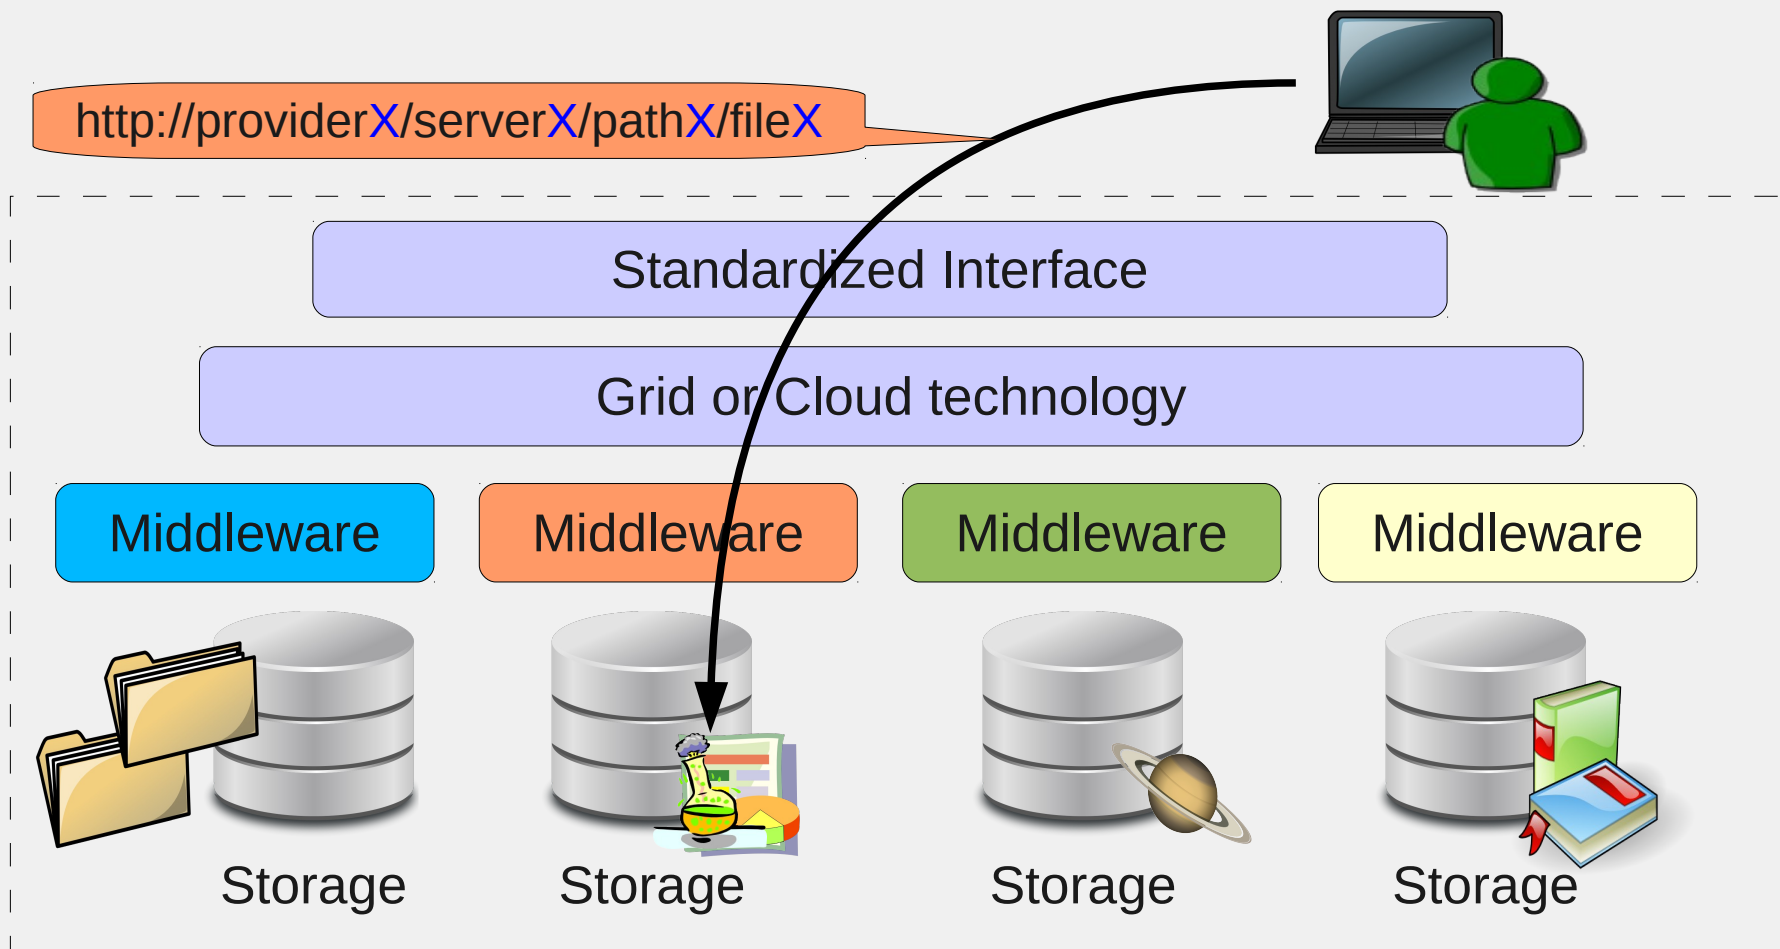 http://providerX/serverX/pathX/fileX
Standardized Interface
Grid or Cloud technology
Middleware
Middleware
Middleware
Middleware
Storage
Storage
Storage
Storage